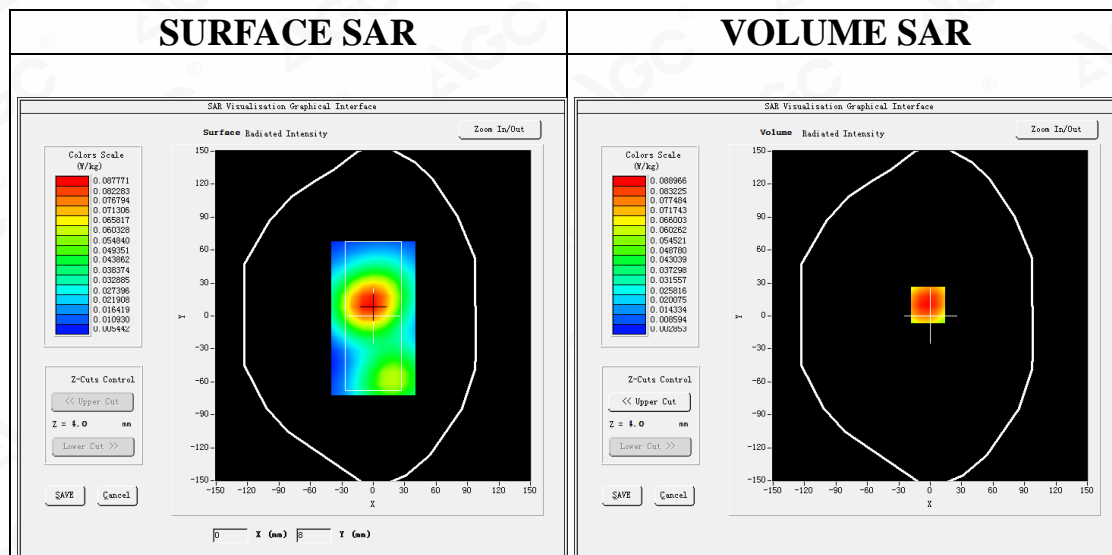 SURFACE SAR
VOLUME SAR
SAR Visualisation Graphical Interface
Surface Radiated Intensity
Zoom In/Out
Colors Scale
(W/kg)
0.087771
0.082283
0.076794
0.071306
0.065817
0.060328
0.054840
0.049351
0.043862
0.038374
0.032885
0.027396
0.021908
0.016419
0.010930
0.005442
150
120
90
60
30
0
-30
-60
-90
-120
-150
Y
-150 -120 -90 -60 -30 0 30 60 90 120 150
X
Z-Cuts Control
<< Upper Cut
Z = 4.0 mm
Lower Cut >>
SAVE Cancel
0 X (mm) 8 Y (mm)
SAR Visualisation Graphical Interface
Volume Radiated Intensity
Zoom In/Out
Colors Scale
(W/kg)
0.088966
0.083225
0.077484
0.071743
0.066003
0.060262
0.054521
0.048780
0.043039
0.037298
0.031557
0.025816
0.020075
0.014334
0.008594
0.002853
150
120
90
60
30
0
-30
-60
-90
-120
-150
Y
-150 -120 -90 -60 -30 0 30 60 90 120 150
X
Z-Cuts Control
<< Upper Cut
Z = 4.0 mm
Lower Cut >>
SAVE Cancel